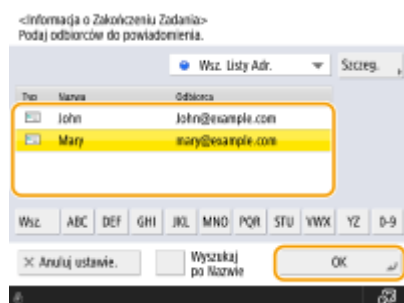 <Informacja o Zakończeniu Zadania>
Podaj odbiorców do powiadomienia.
Wsz. Listy Adr.
Szczeg.
Typ Nazwa Odbiorca
John John@example.com
Mary mary@example.com
Wsz. ABC DEF GHI JKL MNO PQR STU VWX YZ 0-9
× Anuluj ustawie.
Wyszukaj
po Nazwie
OK